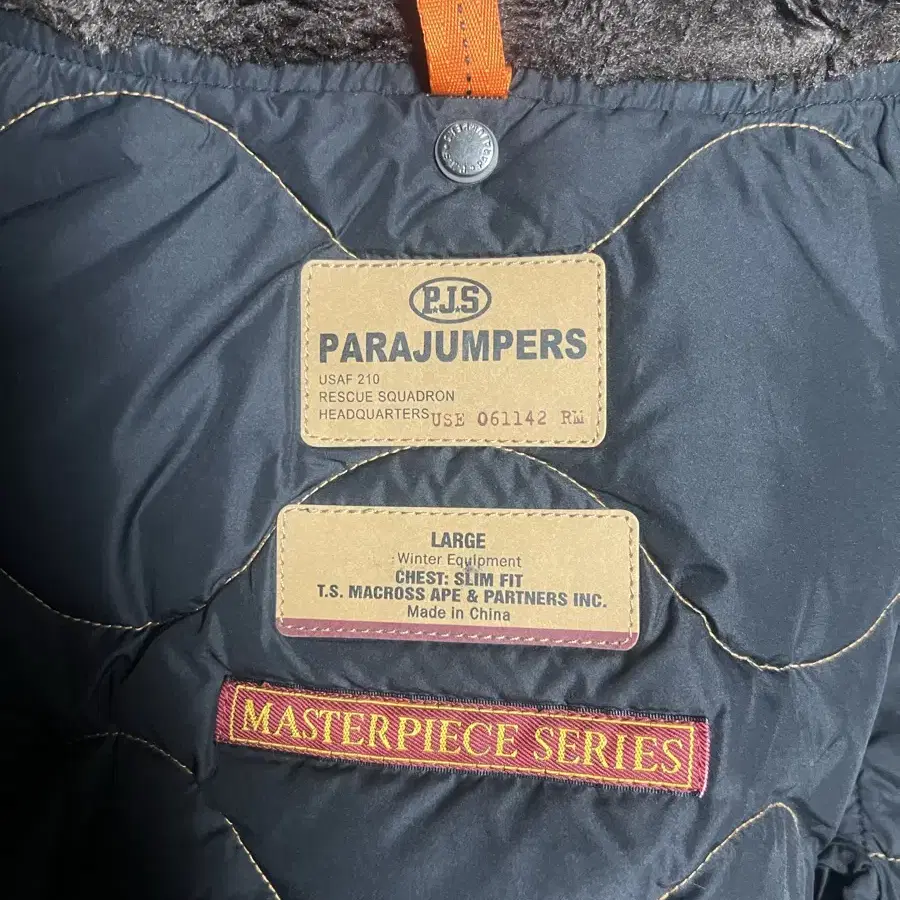 P.J.S
PARAJUMPERS
USAF 210
RESCUE SQUADRON
HEADQUARTERS USE 061142 RM
LARGE
Winter Equipment
CHEST: SLIM FIT
T.S. MACROSS APE & PARTNERS INC.
Made in China
MASTERPIECE SERIES